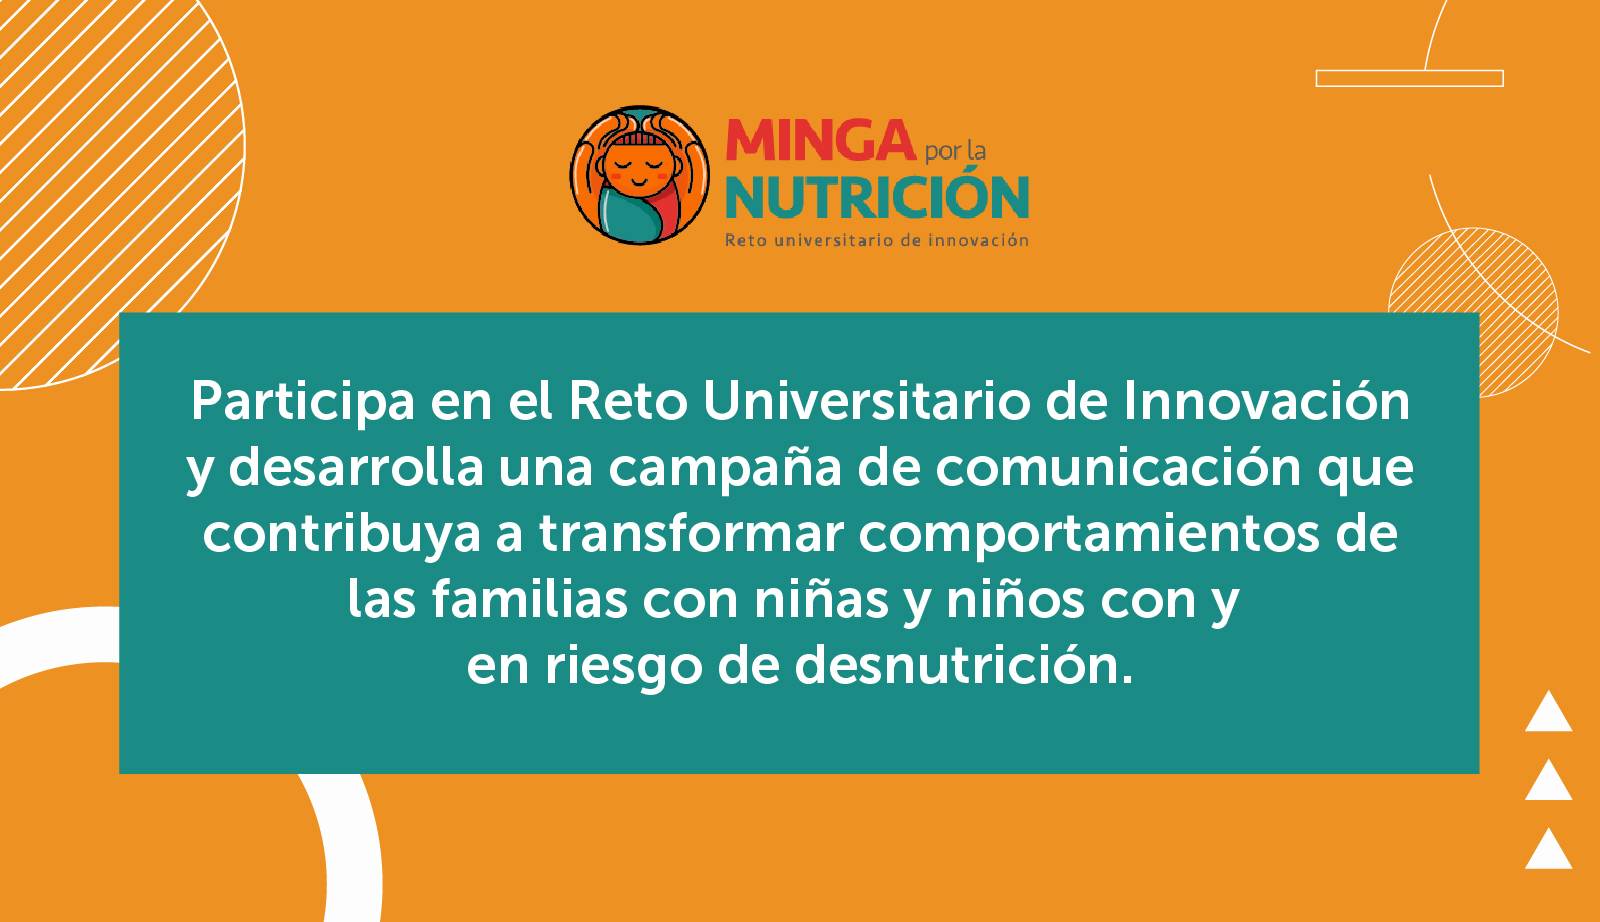 MINGA por la
NUTRICIÓN
Reto universitario de innovación
Participa en el Reto Universitario de Innovación
y desarrolla una campaña de comunicación que
contribuya a transformar comportamientos de
las familias con niñas y niños con y
en riesgo de desnutrición.